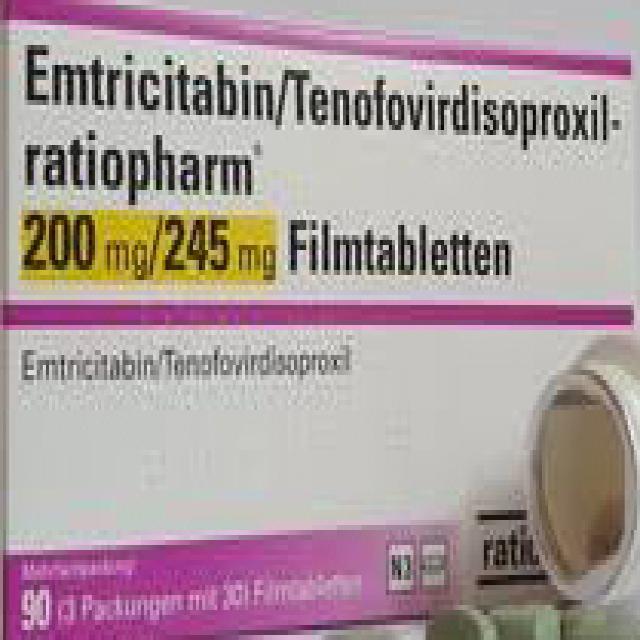 Emtricitabin/Tenofovirdisoproxil-
ratiopharm®
200 mg/245 mg Filmtabletten
Emtricitabin/Tenofovirdisoproxil
90 (3 Packungen mit 30) Filmtabletten
N3
ratio